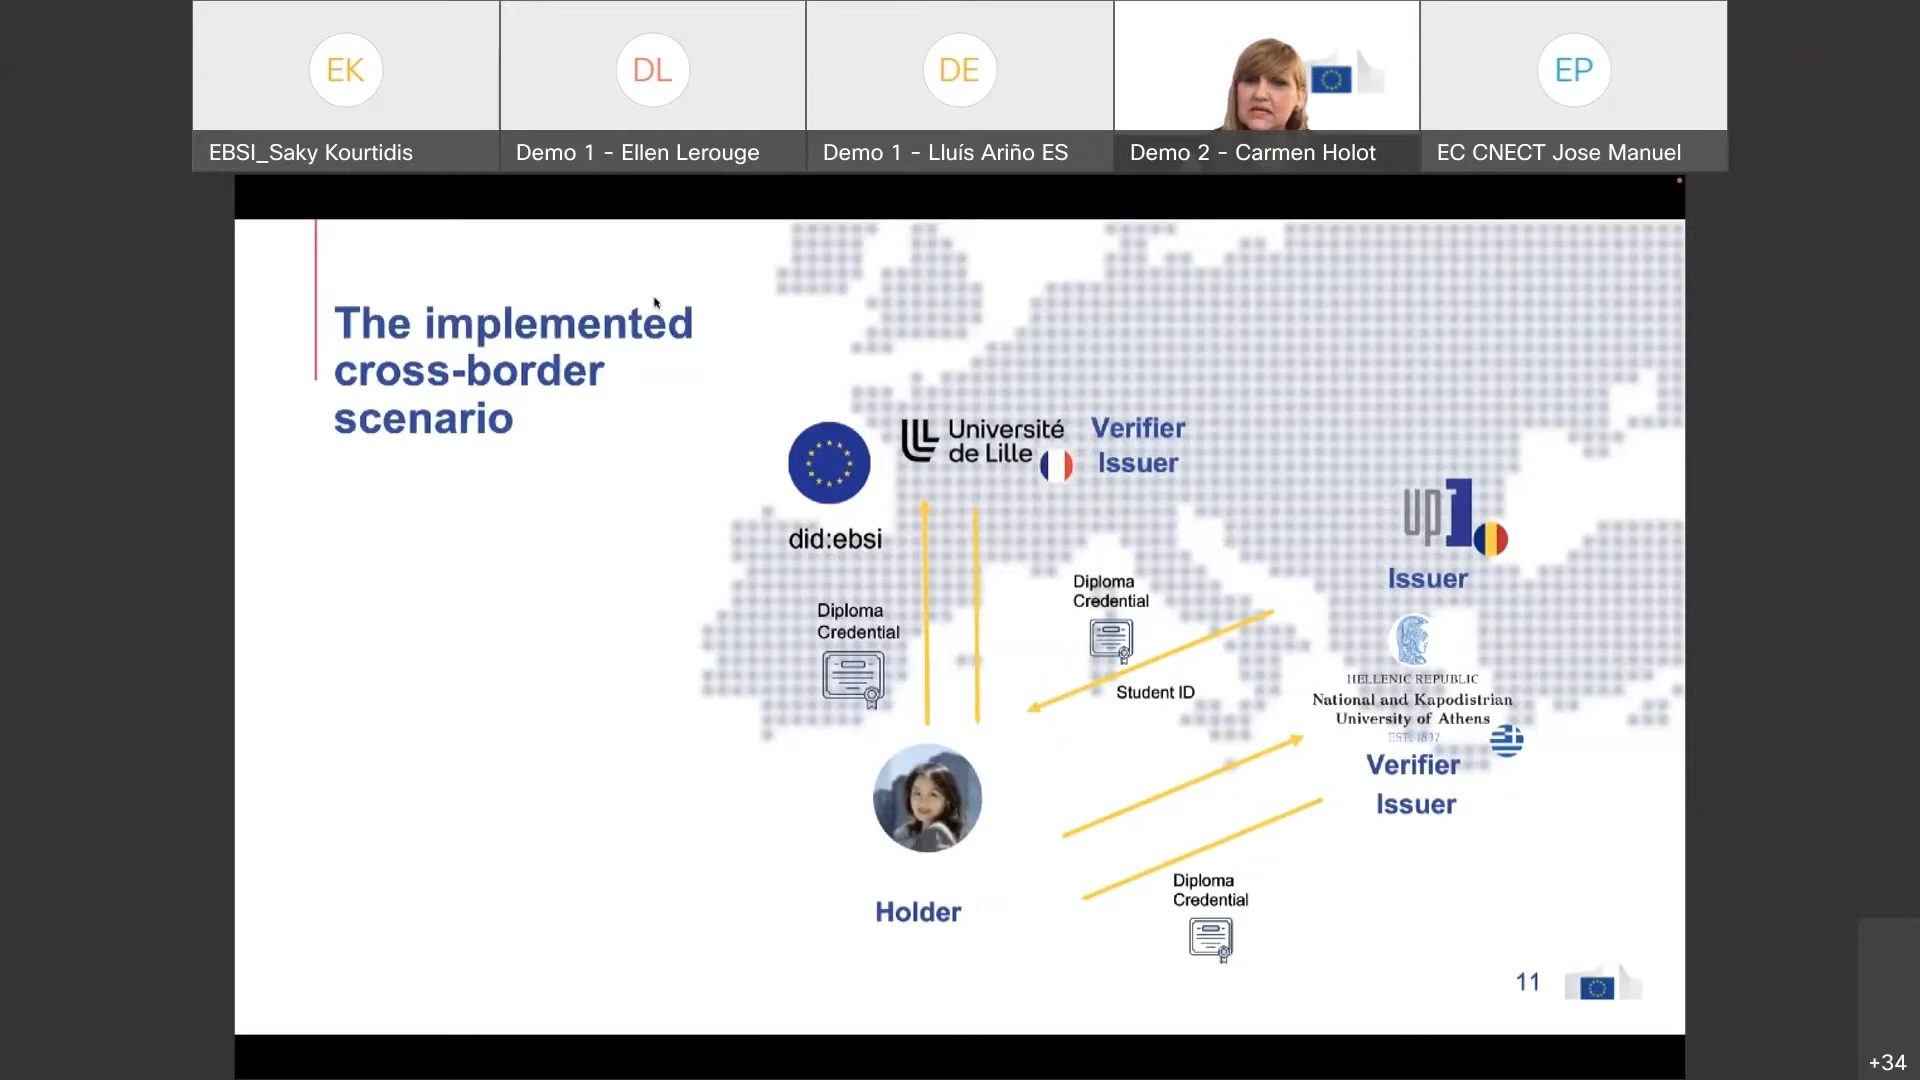 EK
DL
DE
EP
EBSI_Saky Kourtidis
Demo 1 - Ellen Lerouge
Demo 1 - Lluís Ariño ES
Demo 2 - Carmen Holot
EC CNECT Jose Manuel
The implemented
cross-border
scenario
Université
de Lille
Verifier
Issuer
did:ebsi
up1
Issuer
Diploma
Credential
Diploma
Credential
Student ID
HELLENIC REPUBLIC
National and Kapodistrian
University of Athens
EST. 1837
Verifier
Issuer
Holder
Diploma
Credential
11
+34